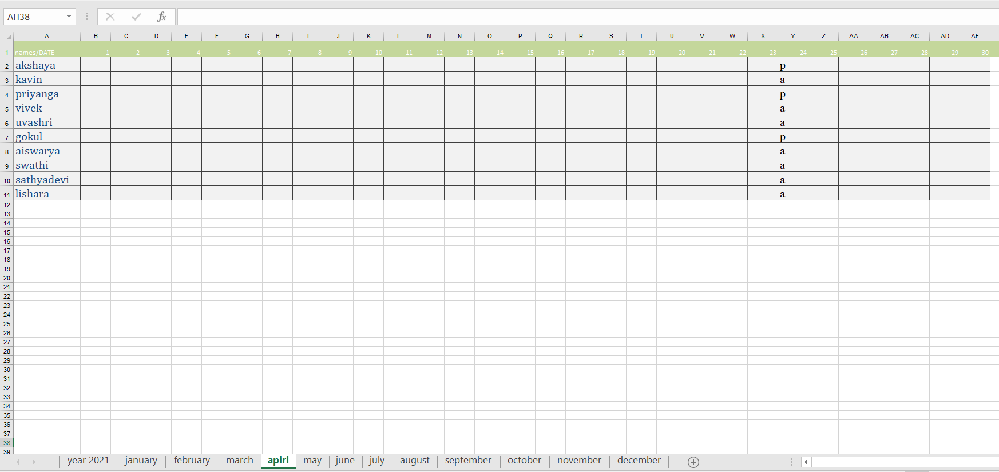 AH38 fx
A B C D E F G H I J K L M N O P Q R S T U V W X Y Z AA AB AC AD AE
1 names/DATE 1 2 3 4 5 6 7 8 9 10 11 12 13 14 15 16 17 18 19 20 21 22 23 24 25 26 27 28 29 30
2 akshaya p
3 kavin a
4 priyanga p
5 vivek a
6 uvashri a
7 gokul p
8 aiswarya a
9 swathi a
10 sathyadevi a
11 lishara a
12
13
14
15
16
17
18
19
20
21
22
23
24
25
26
27
28
29
30
31
32
33
34
35
36
37
38
39
year 2021 january february march apirl may june july august september october november december